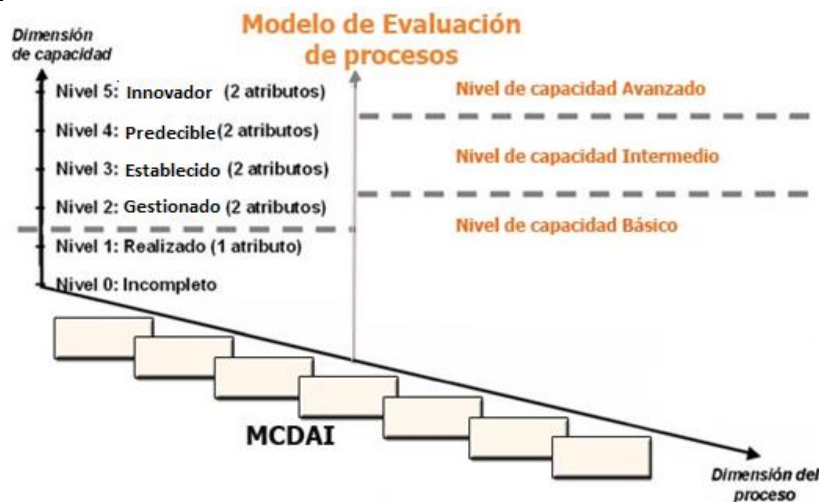 Modelo de Evaluación
de procesos
Dimensión
de capacidad
Nivel 5: Innovador (2 atributos)
Nivel 4: Predecible (2 atributos)
Nivel 3: Establecido (2 atributos)
Nivel 2: Gestionado (2 atributos)
Nivel 1: Realizado (1 atributo)
Nivel 0: Incompleto
Nivel de capacidad Avanzado
Nivel de capacidad Intermedio
Nivel de capacidad Básico
MCDAI
Dimensión del
proceso